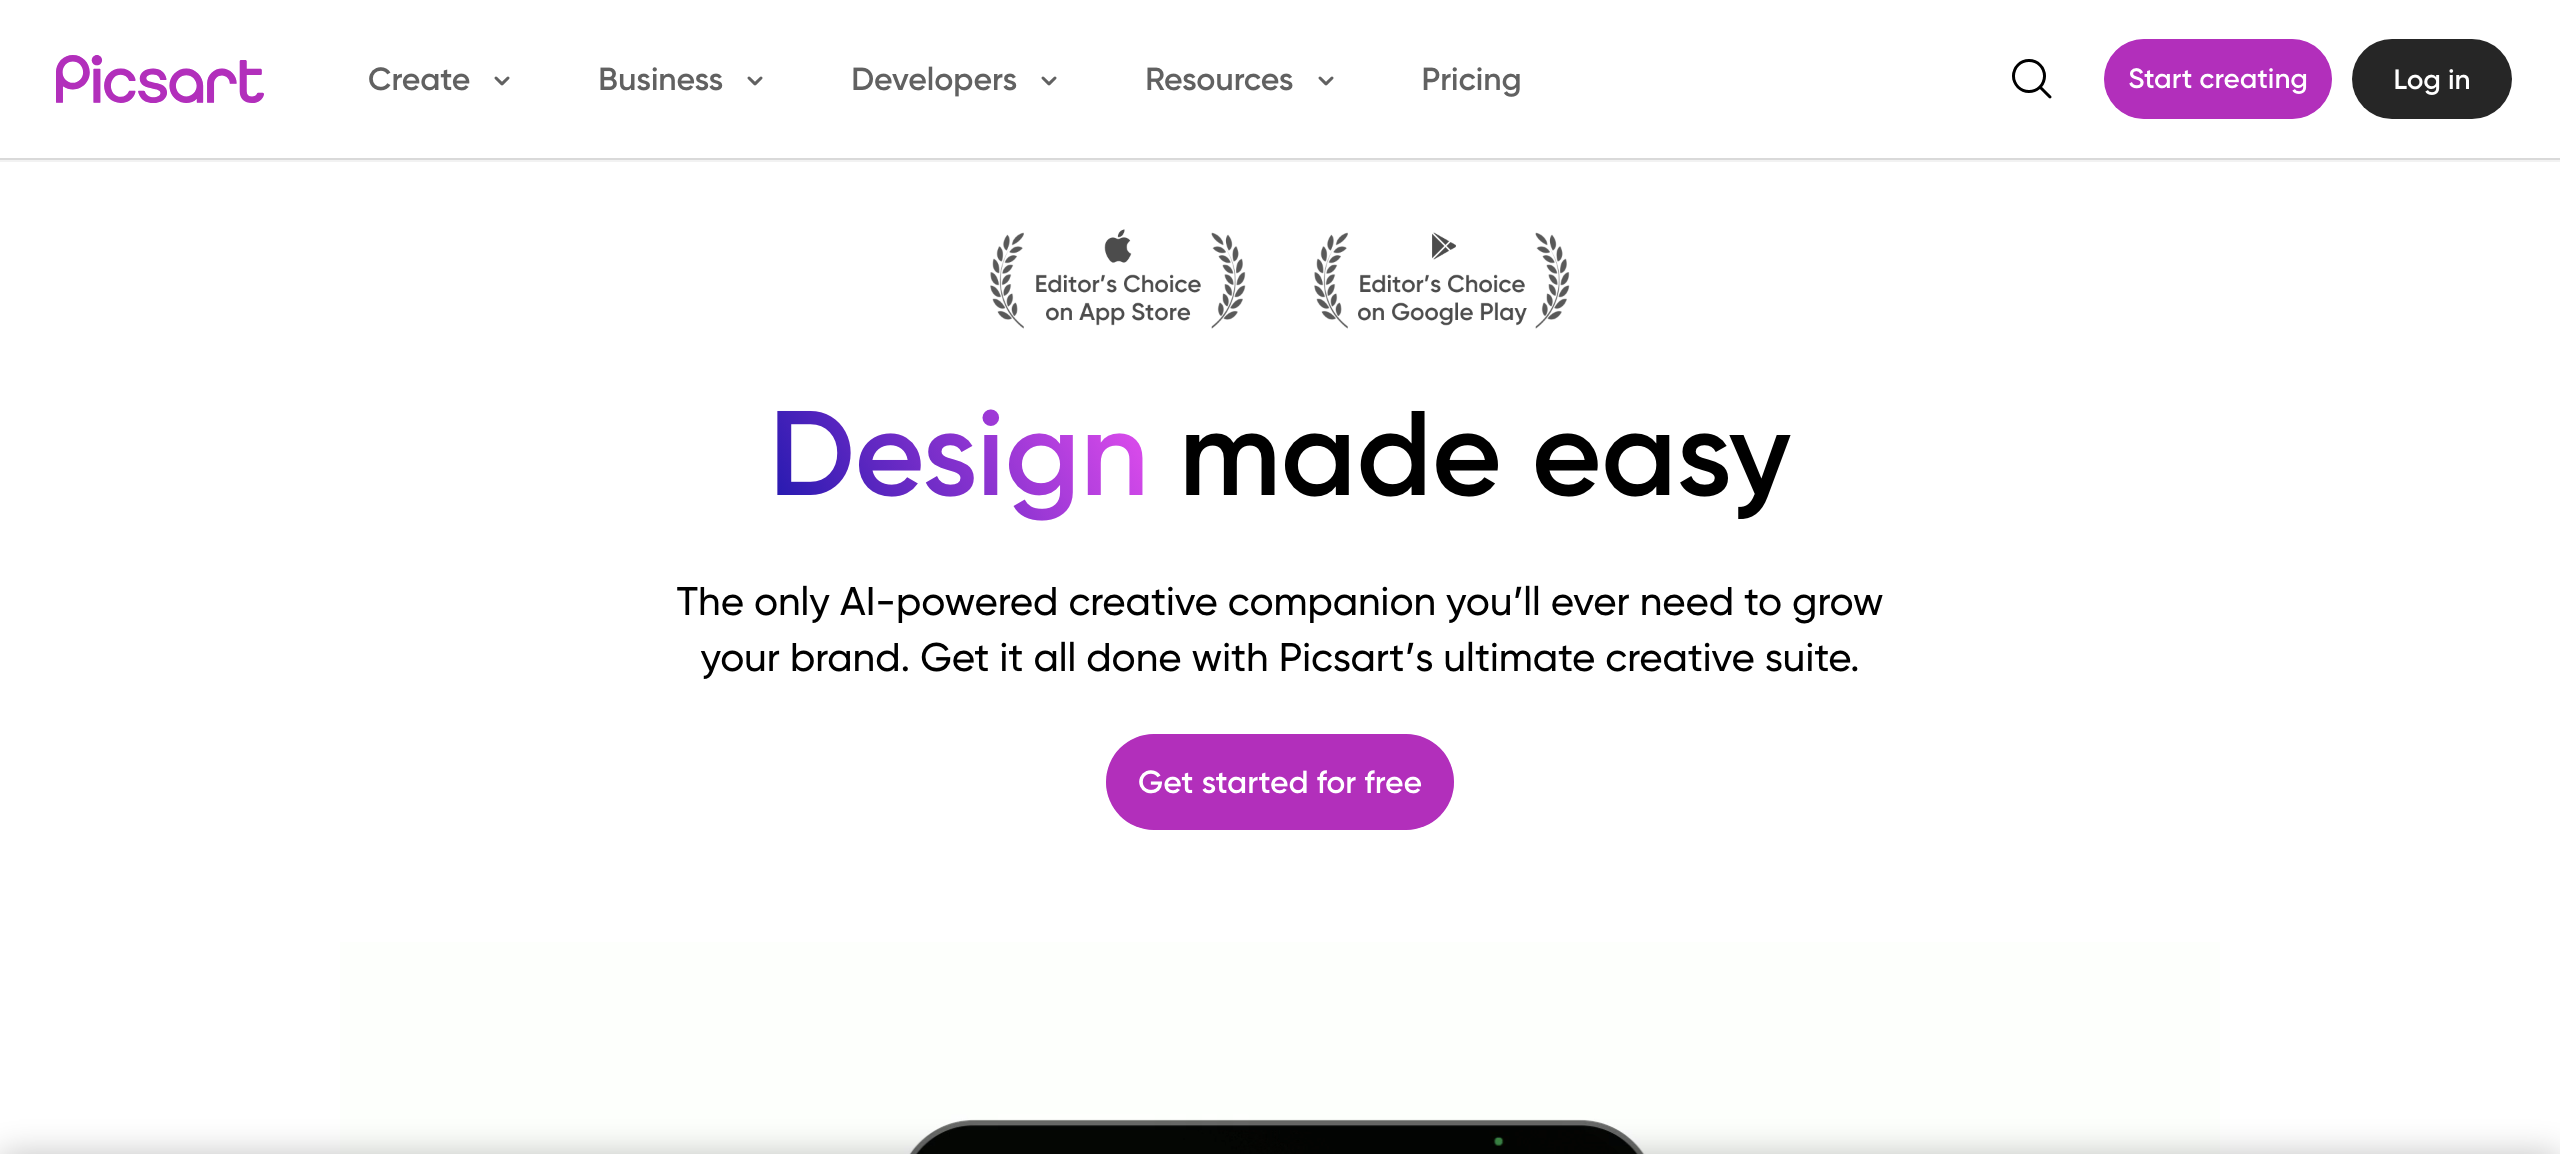 Picsart
Create
Business
Developers
Resources
Pricing
Start creating
Log in
Editor’s Choice
on App Store
Editor’s Choice
on Google Play
Design made easy
The only AI-powered creative companion you’ll ever need to grow
your brand. Get it all done with Picsart’s ultimate creative suite.
Get started for free